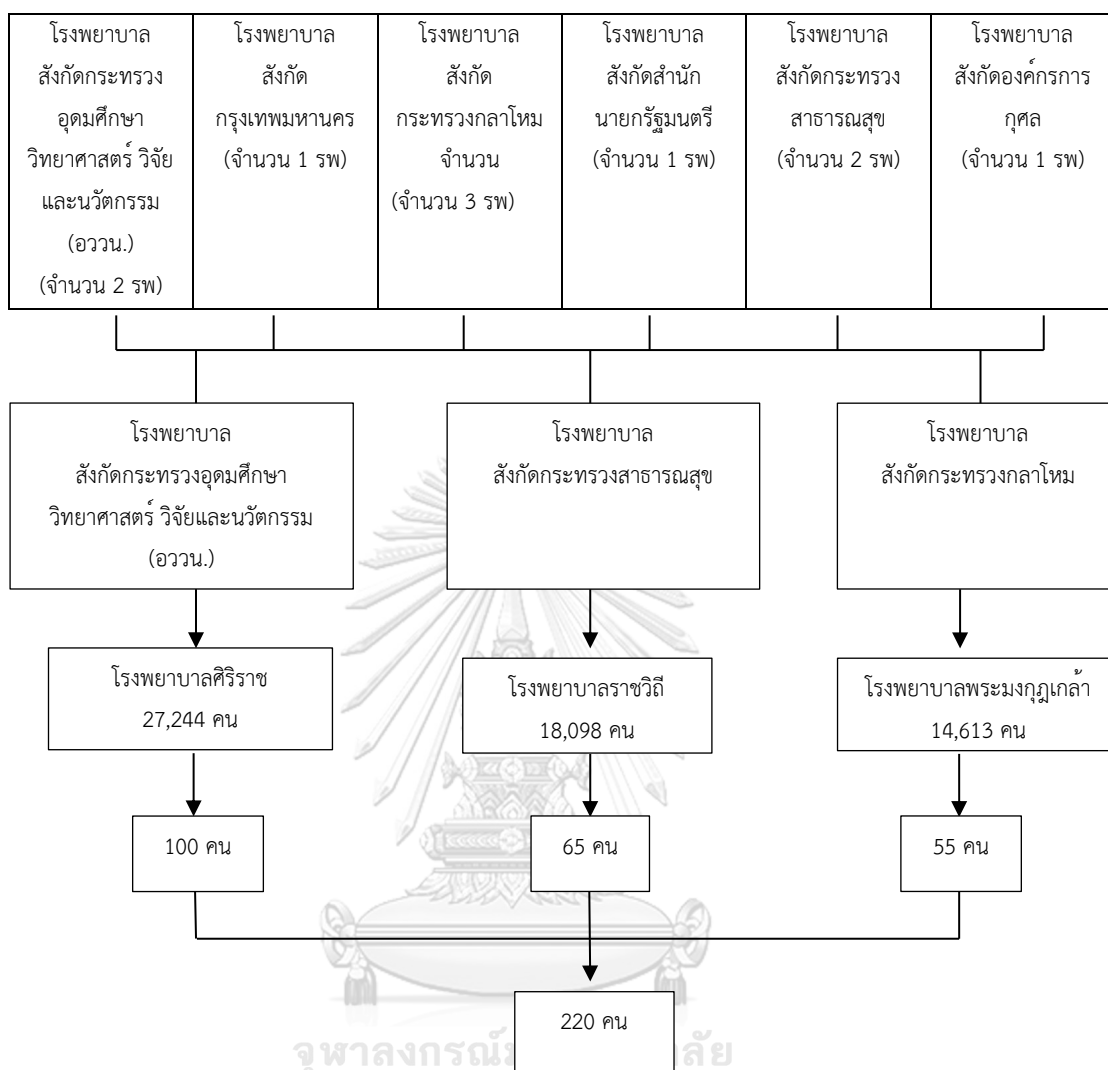 โรงพยาบาล
สังกัดกระทรวง
อุดมศึกษา
วิทยาศาสตร์ วิจัย
และนวัตกรรม
(อววน.)
(จำนวน 2 รพ)
โรงพยาบาล
สังกัด
กรุงเทพมหานคร
(จำนวน 1 รพ)
โรงพยาบาล
สังกัด
กระทรวงกลาโหม
จำนวน
(จำนวน 3 รพ)
โรงพยาบาล
สังกัดสำนัก
นายกรัฐมนตรี
(จำนวน 1 รพ)
โรงพยาบาล
สังกัดกระทรวง
สาธารณสุข
(จำนวน 2 รพ)
โรงพยาบาล
สังกัดองค์กรการ
กุศล
(จำนวน 1 รพ)
โรงพยาบาล
สังกัดกระทรวงอุดมศึกษา
วิทยาศาสตร์ วิจัยและนวัตกรรม
(อววน.)
โรงพยาบาล
สังกัดกระทรวงสาธารณสุข
โรงพยาบาล
สังกัดกระทรวงกลาโหม
โรงพยาบาลศิริราช
27,244 คน
โรงพยาบาลราชวิถี
18,098 คน
โรงพยาบาลพระมงกุฎเกล้า
14,613 คน
100 คน
65 คน
55 คน
220 คน
จุฬาลงกรณ์ม
ลัย